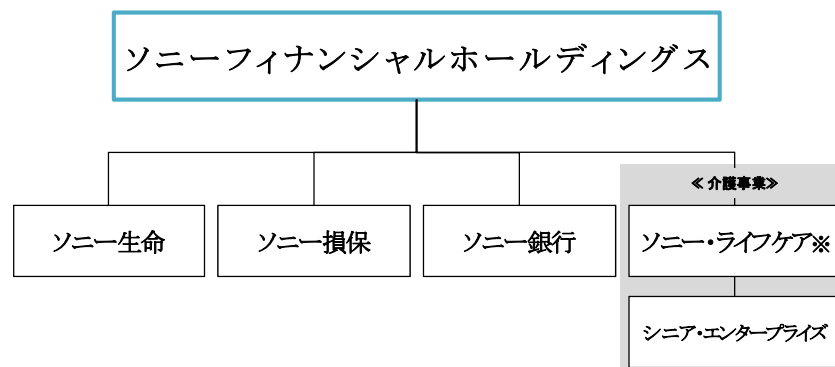 ソニーフィナンシャルホールディングス
≪介護事業≫
ソニー生命
ソニー損保
ソニー銀行
ソニー・ライフケア※
シニア・エンタープライズ